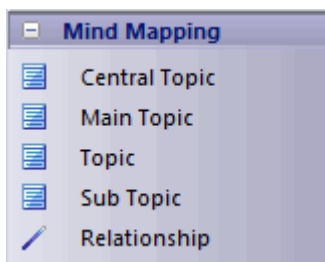 Mind Mapping
Central Topic
Main Topic
Topic
Sub Topic
Relationship